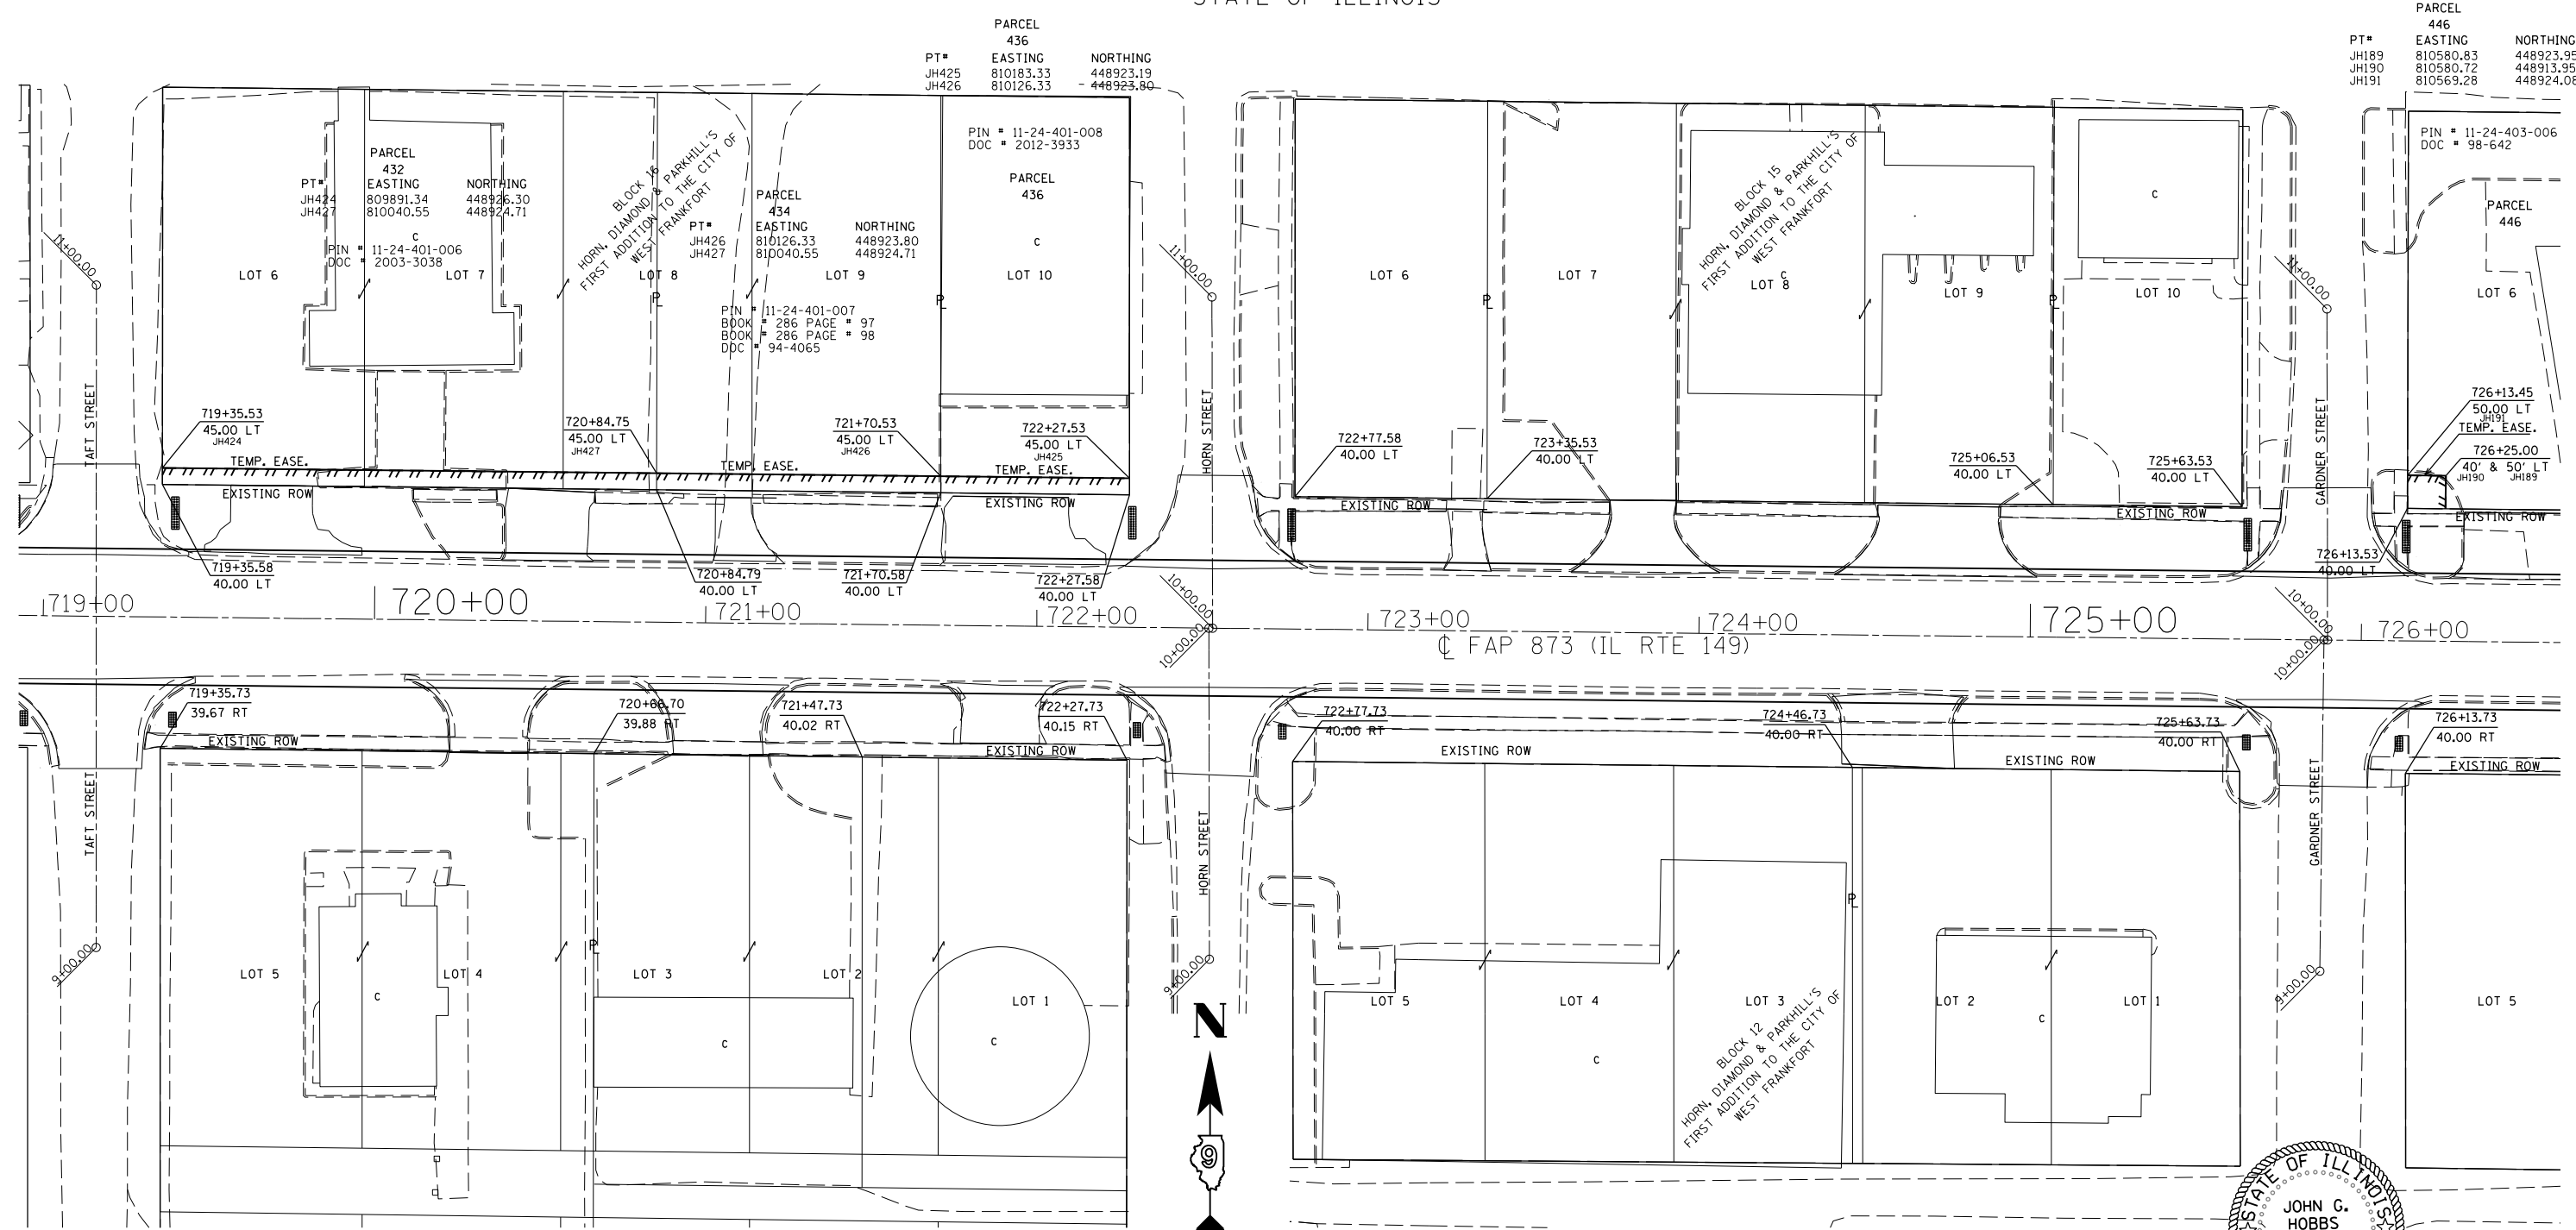 STATE OF ILLINOIS
PARCEL
436
PT# EASTING NORTHING
JH425 810183.33 448923.19
JH426 810126.33 448923.80
PARCEL
446
PT# EASTING NORTHING
JH189 810580.83 448923.95
JH190 810580.72 448913.95
JH191 810569.28 448924.08
PARCEL
432
PT# EASTING NORTHING
JH424 809891.34 448926.30
JH427 810040.55 448924.71
C
PIN # 11-24-401-006
DOC # 2003-3038
LOT 6
LOT 7
BLOCK 16
HORN, DIAMOND & PARKHILL'S
FIRST ADDITION TO THE CITY OF
WEST FRANKFORT
PARCEL
434
PT# EASTING NORTHING
JH426 810126.33 448923.80
JH427 810040.55 448924.71
LOT 8
LOT 9
PL
PIN # 11-24-401-007
BOOK # 286 PAGE # 97
BOOK # 286 PAGE # 98
DOC # 94-4065
PIN # 11-24-401-008
DOC # 2012-3933
PARCEL
436
C
LOT 10
PL
LOT 6
PL
LOT 7
BLOCK 15
HORN, DIAMOND & PARKHILL'S
FIRST ADDITION TO THE CITY OF
WEST FRANKFORT
C
LOT 8
LOT 9
PL
C
LOT 10
PIN # 11-24-403-006
DOC # 98-642
PARCEL
446
LOT 6
11+00.00
11+00.00
11+00.00
TAFT STREET
HORN STREET
GARDNER STREET
719+35.53
45.00 LT
JH424
720+84.75
45.00 LT
JH427
721+70.53
45.00 LT
JH426
722+27.53
45.00 LT
JH425
722+77.58
40.00 LT
723+35.53
40.00 LT
725+06.53
40.00 LT
725+63.53
40.00 LT
726+13.45
50.00 LT
JH191
TEMP. EASE.
726+25.00
40' & 50' LT
JH190 JH189
TEMP. EASE.
TEMP. EASE.
TEMP. EASE.
EXISTING ROW
EXISTING ROW
EXISTING ROW
EXISTING ROW
EXISTING ROW
719+35.58
40.00 LT
720+84.79
40.00 LT
721+70.58
40.00 LT
722+27.58
40.00 LT
726+13.53
40.00 LT
10+00.00
10+00.00
719+00
720+00
721+00
722+00
723+00
724+00
725+00
726+00
10+00.00
10+00.00
CL FAP 873 (IL RTE 149)
719+35.73
39.67 RT
720+66.70
39.88 RT
721+47.73
40.02 RT
722+27.73
40.15 RT
722+77.73
40.00 RT
724+46.73
40.00 RT
725+63.73
40.00 RT
726+13.73
40.00 RT
EXISTING ROW
EXISTING ROW
EXISTING ROW
EXISTING ROW
EXISTING ROW
TAFT STREET
HORN STREET
GARDNER STREET
9+00.00
9+00.00
9+00.00
LOT 5
C
LOT 4
PL
LOT 3
C
LOT 2
LOT 1
C
LOT 5
LOT 4
C
LOT 3
PL
BLOCK 12
HORN, DIAMOND & PARKHILL'S
FIRST ADDITION TO THE CITY OF
WEST FRANKFORT
LOT 2
C
LOT 1
LOT 5
N
9
STATE OF ILLINOIS
JOHN G.
HOBBS